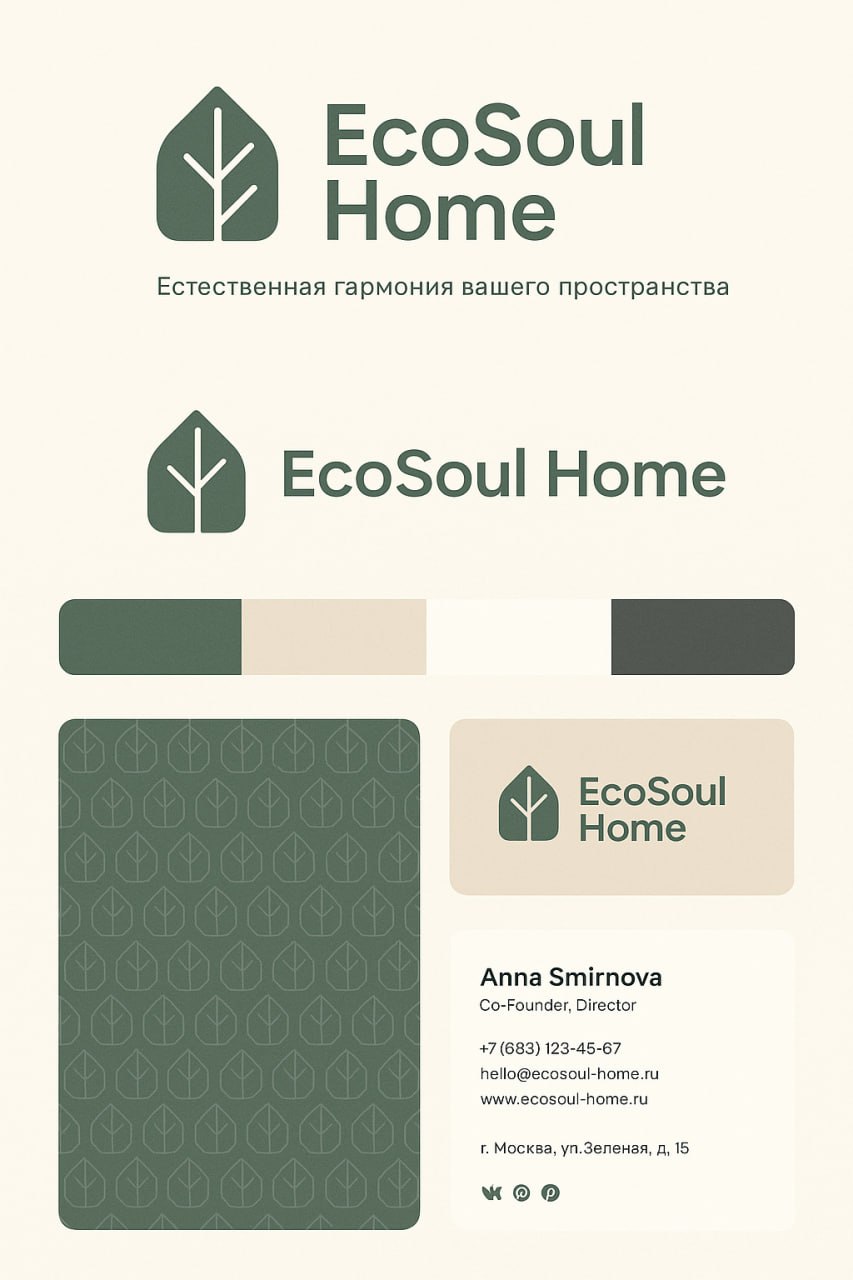 EcoSoul
Home
Естественная гармония вашего пространства
EcoSoul Home
EcoSoul
Home
Anna Smirnova
Co-Founder, Director
+7 (683) 123-45-67
hello@ecosoul-home.ru
www.ecosoul-home.ru
г. Москва, уп.Зеленая, д, 15